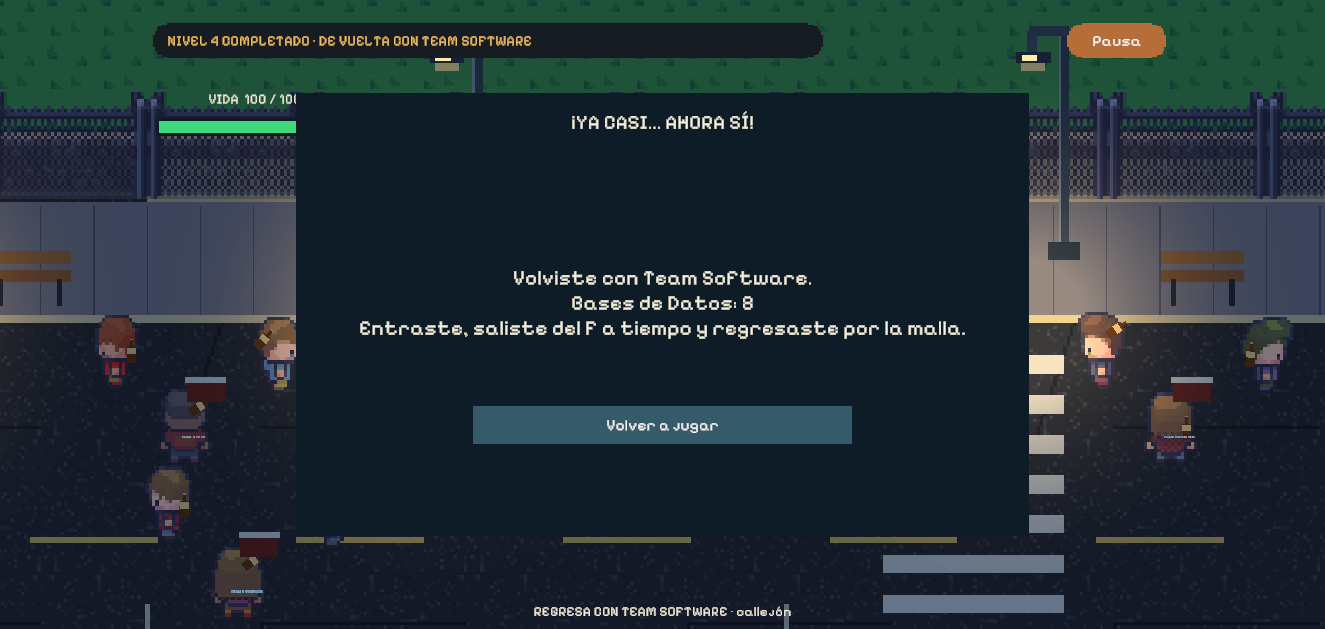 NIVEL 4 COMPLETADO · DE VUELTA CON TEAM SOFTWARE
Pausa
VIDA 100 / 100
¡YA CASI... AHORA SÍ!
Volviste con Team Software.
Bases de Datos: 8
Entraste, saliste del F a tiempo y regresaste por la malla.
Volver a jugar
REGRESA CON TEAM SOFTWARE · callejón